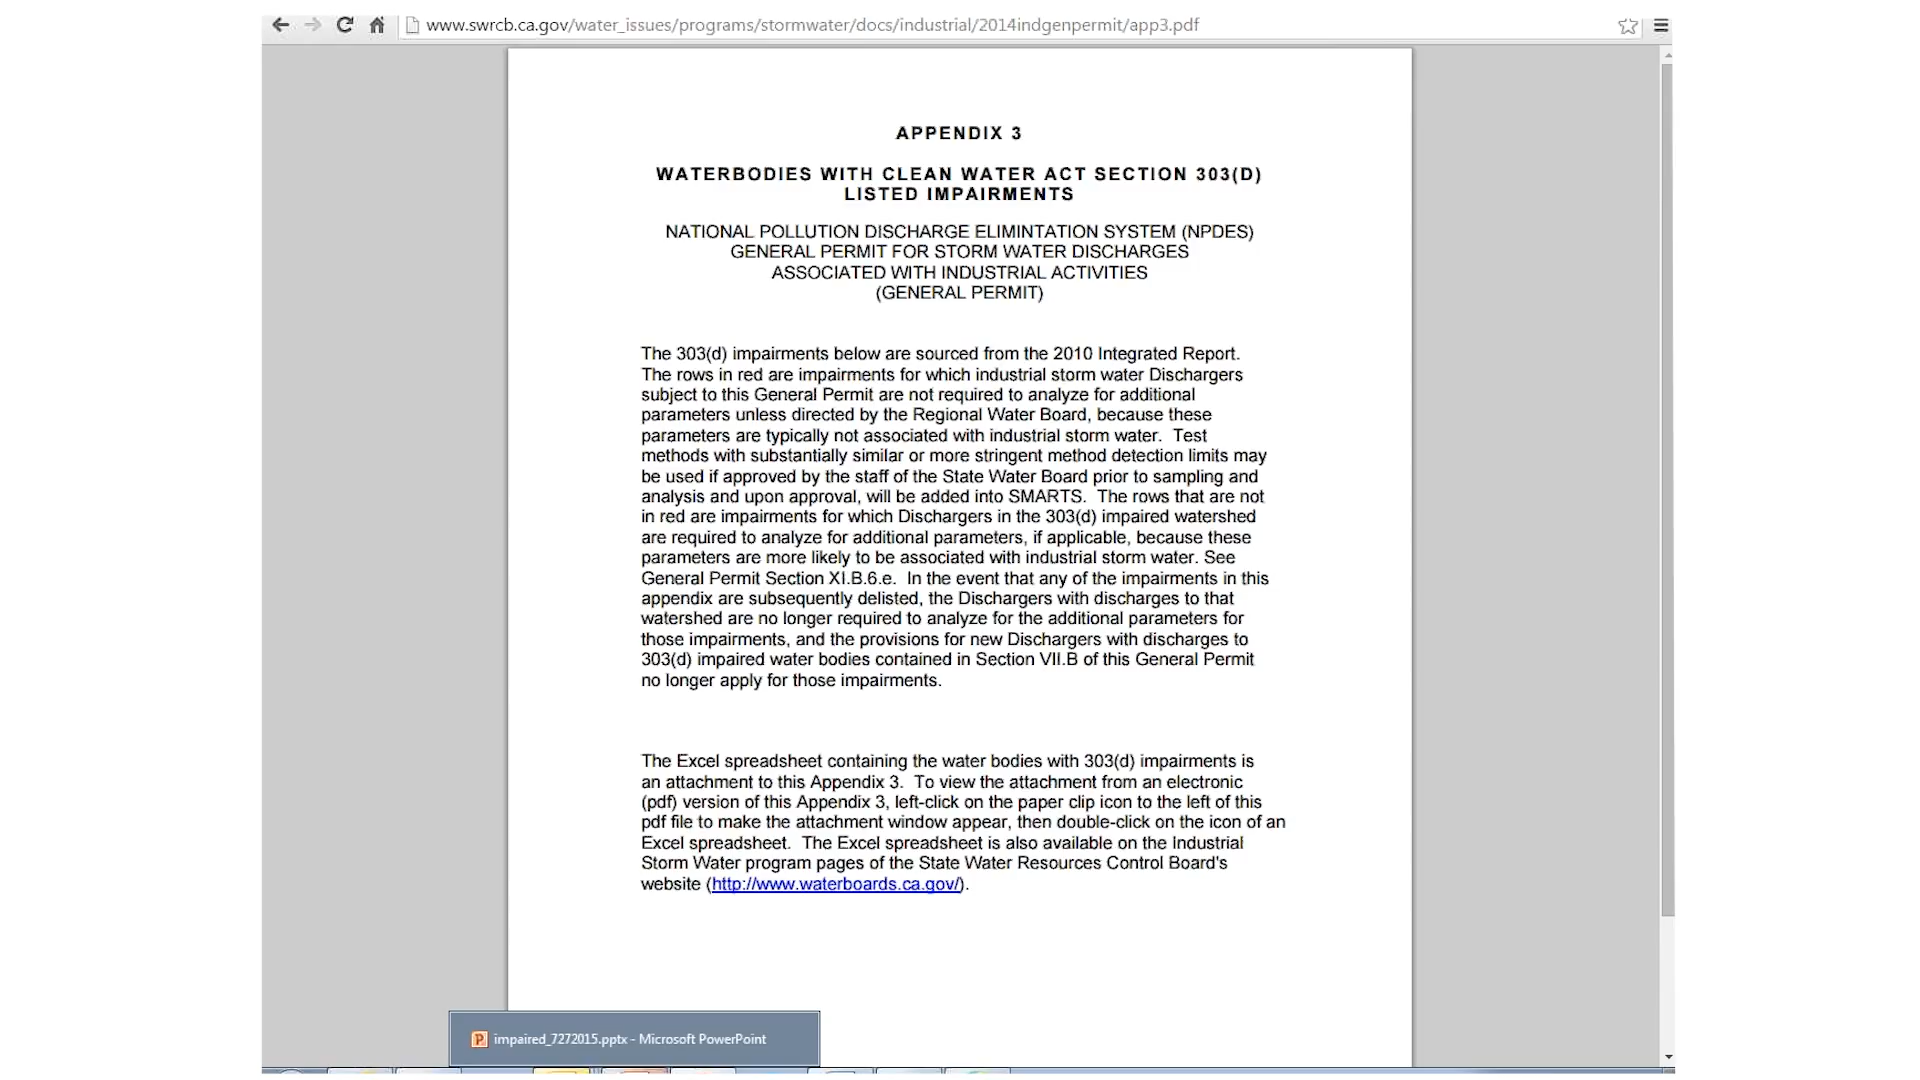 www.swrcb.ca.gov/water_issues/programs/stormwater/docs/industrial/2014indgenpermit/app3.pdf
APPENDIX 3
WATERBODIES WITH CLEAN WATER ACT SECTION 303(D)
LISTED IMPAIRMENTS
NATIONAL POLLUTION DISCHARGE ELIMINTATION SYSTEM (NPDES)
GENERAL PERMIT FOR STORM WATER DISCHARGES
ASSOCIATED WITH INDUSTRIAL ACTIVITIES
(GENERAL PERMIT)
The 303(d) impairments below are sourced from the 2010 Integrated Report.
The rows in red are impairments for which industrial storm water Dischargers
subject to this General Permit are not required to analyze for additional
parameters unless directed by the Regional Water Board, because these
parameters are typically not associated with industrial storm water. Test
methods with substantially similar or more stringent method detection limits may
be used if approved by the staff of the State Water Board prior to sampling and
analysis and upon approval, will be added into SMARTS. The rows that are not
in red are impairments for which Dischargers in the 303(d) impaired watershed
are required to analyze for additional parameters, if applicable, because these
parameters are more likely to be associated with industrial storm water. See
General Permit Section XI.B.6.e. In the event that any of the impairments in this
appendix are subsequently delisted, the Dischargers with discharges to that
watershed are no longer required to analyze for the additional parameters for
those impairments, and the provisions for new Dischargers with discharges to
303(d) impaired water bodies contained in Section VII.B of this General Permit
no longer apply for those impairments.
The Excel spreadsheet containing the water bodies with 303(d) impairments is
an attachment to this Appendix 3. To view the attachment from an electronic
(pdf) version of this Appendix 3, left-click on the paper clip icon to the left of this
pdf file to make the attachment window appear, then double-click on the icon of an
Excel spreadsheet. The Excel spreadsheet is also available on the Industrial
Storm Water program pages of the State Water Resources Control Board's
website (http://www.waterboards.ca.gov/).
impaired_7272015.pptx - Microsoft PowerPoint